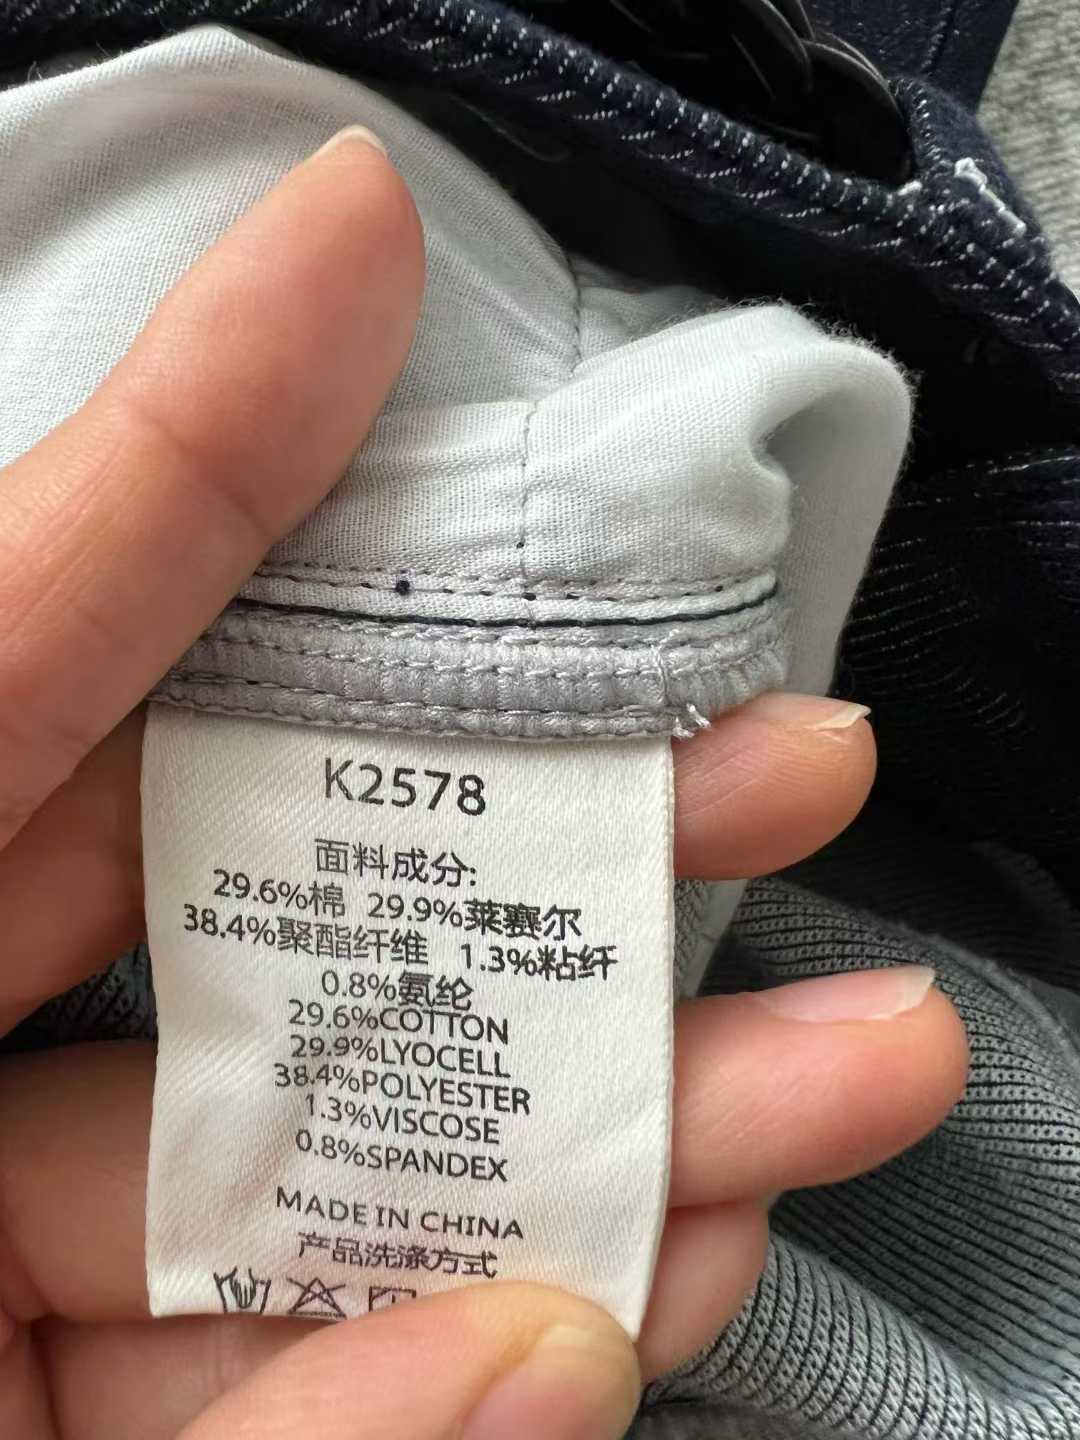 K2578
面料成分:
29.6%棉 29.9%莱赛尔
38.4%聚酯纤维 1.3%粘纤
0.8%氨纶
29.6%COTTON
29.9%LYOCELL
38.4%POLYESTER
1.3%VISCOSE
0.8%SPANDEX
MADE IN CHINA
产品洗涤方式